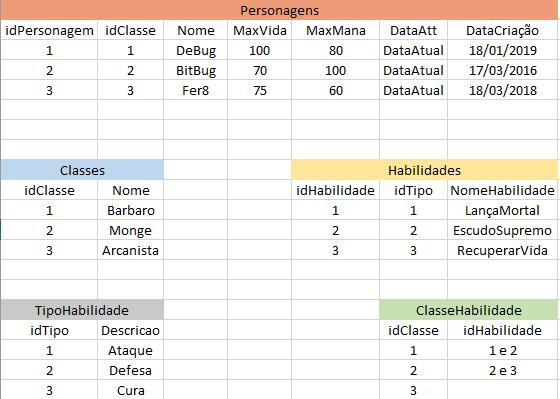 Personagens
idPersonagem idClasse Nome MaxVida MaxMana DataAtt DataCriação
1 1 DeBug 100 80 DataAtual 18/01/2019
2 2 BitBug 70 100 DataAtual 17/03/2016
3 3 Fer8 75 60 DataAtual 18/03/2018
Classes Habilidades
idClasse Nome idHabilidade idTipo NomeHabilidade
1 Barbaro 1 1 LançaMortal
2 Monge 2 2 EscudoSupremo
3 Arcanista 3 3 RecuperarVida
TipoHabilidade ClasseHabilidade
idTipo Descricao idClasse idHabilidade
1 Ataque 1 1 e 2
2 Defesa 2 2 e 3
3 Cura 3